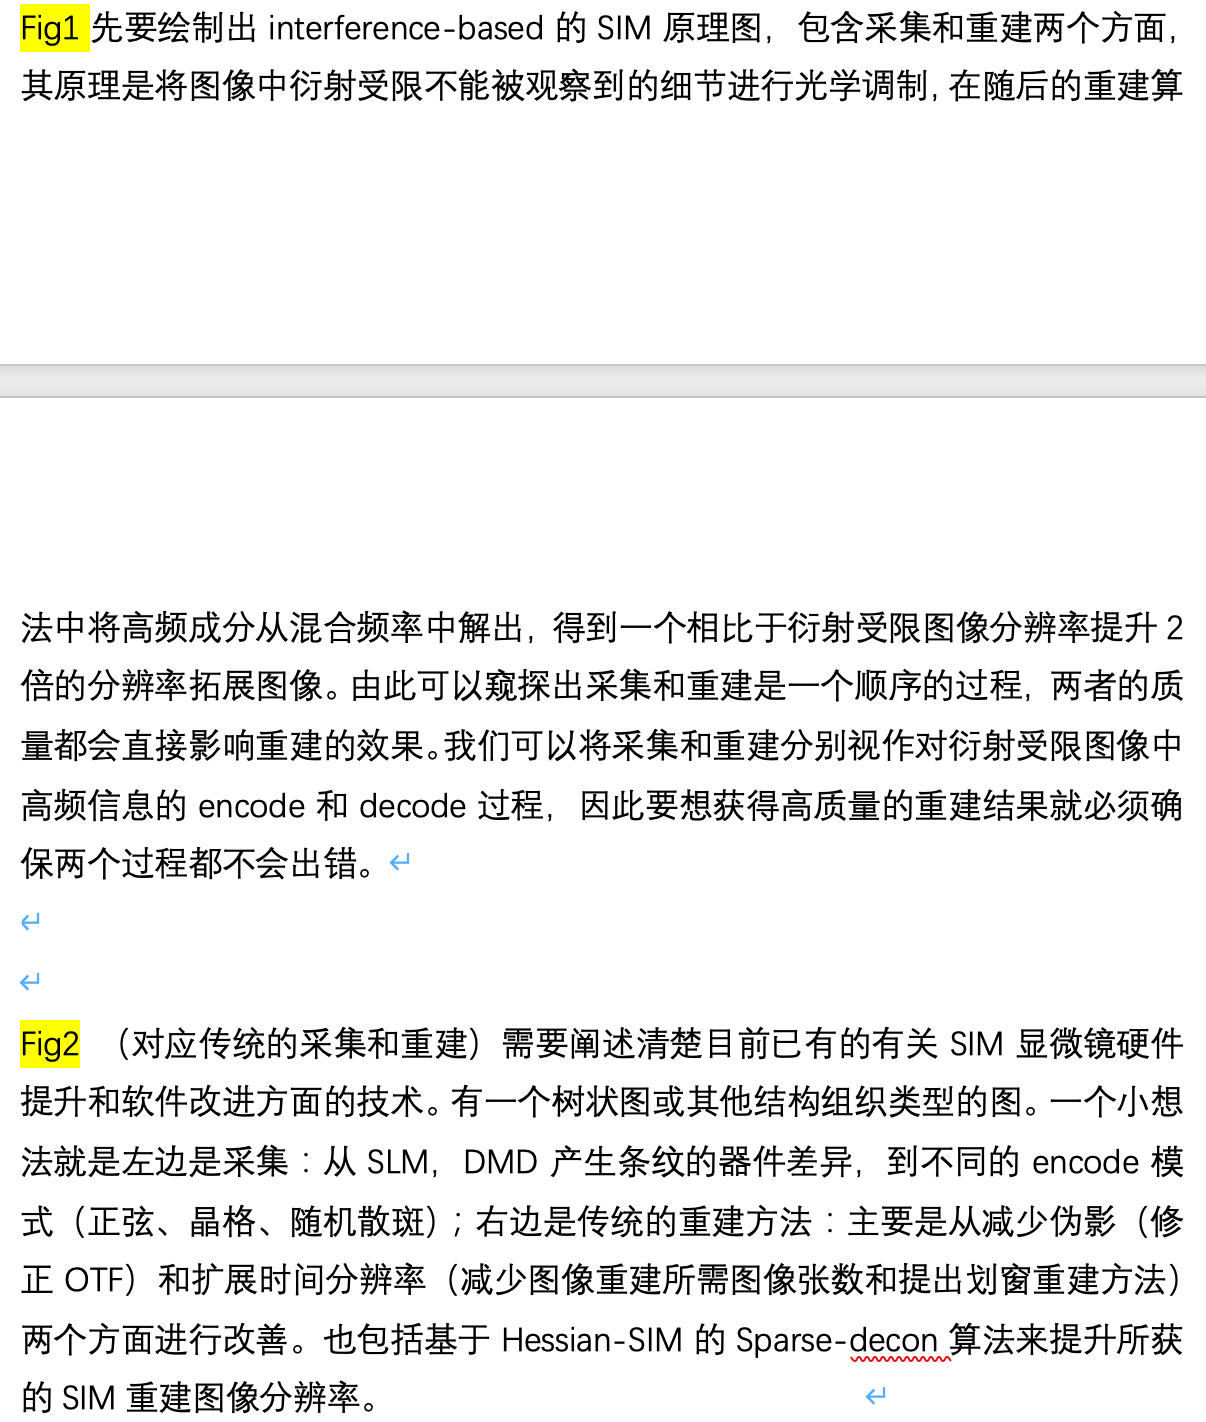 Fig1 先要绘制出 interference-based 的 SIM 原理图，包含采集和重建两个方面，
其原理是将图像中衍射受限不能被观察到的细节进行光学调制，在随后的重建算
法中将高频成分从混合频率中解出，得到一个相比于衍射受限图像分辨率提升 2
倍的分辨率拓展图像。由此可以窥探出采集和重建是一个顺序的过程，两者的质
量都会直接影响重建的效果。我们可以将采集和重建分别视作对衍射受限图像中
高频信息的 encode 和 decode 过程，因此要想获得高质量的重建结果就必须确
保两个过程都不会出错。
Fig2 （对应传统的采集和重建）需要阐述清楚目前已有的有关 SIM 显微镜硬件
提升和软件改进方面的技术。有一个树状图或其他结构组织类型的图。一个小想
法就是左边是采集：从 SLM，DMD 产生条纹的器件差异，到不同的 encode 模
式（正弦、晶格、随机散斑）；右边是传统的重建方法：主要是从减少伪影（修
正 OTF）和扩展时间分辨率（减少图像重建所需图像张数和提出划窗重建方法）
两个方面进行改善。也包括基于 Hessian-SIM 的 Sparse-decon 算法来提升所获
的 SIM 重建图像分辨率。